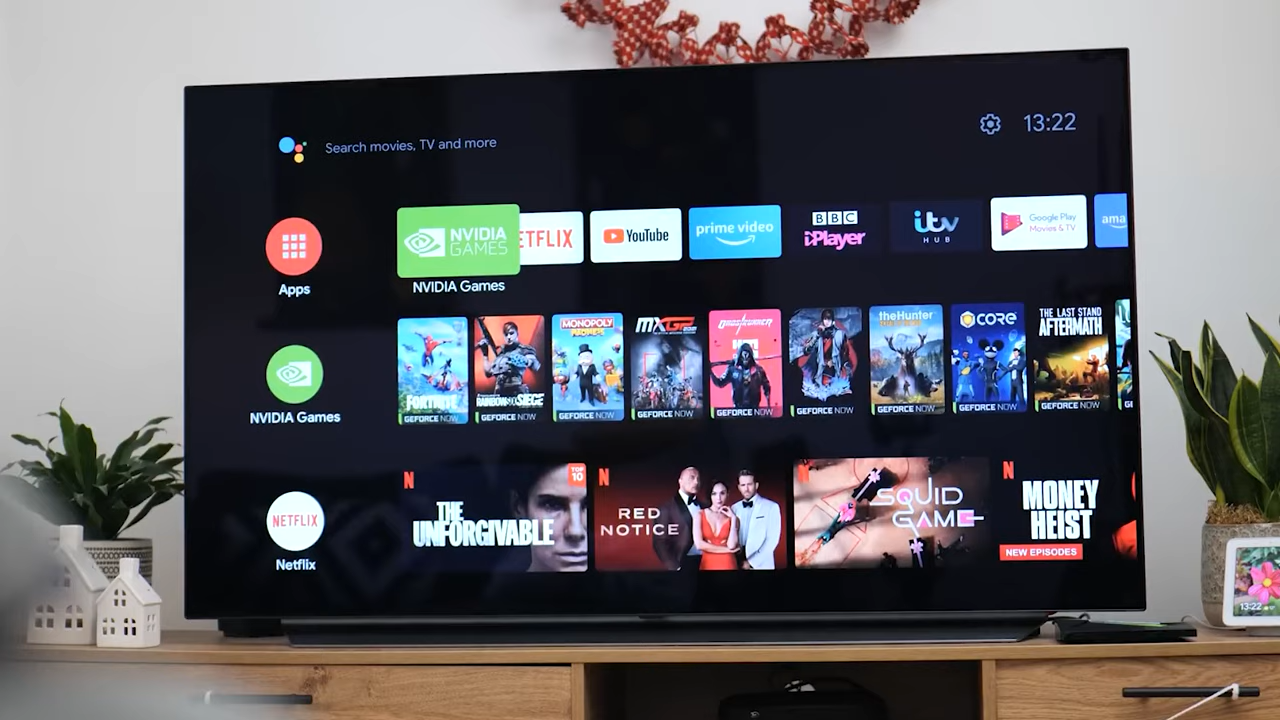 Search movies, TV and more
13:22
NVIDIA
GAMES
ETFLIX
YouTube
prime video
BBC
iPlayer
itv
HUB
Google Play
Movies & TV
ama
Apps
NVIDIA Games
FORTNITE
GEFORCE NOW
RAINBOW SIEGE
GEFORCE NOW
MONOPOLY
MADNESS
GEFORCE NOW
MXGP
GEFORCE NOW
GEFORCE NOW
GEFORCE NOW
theHunter
GEFORCE NOW
CORE
GEFORCE NOW
THE LAST STAND
AFTERMATH
GEFORCE NOW
NVIDIA Games
N
THE
UNFORGIVABLE
TOP
10
N
RED
NOTICE
N
SQUID
GAME
N
MONEY
HEIST
NEW EPISODES
NETFLIX
Netflix
13:22